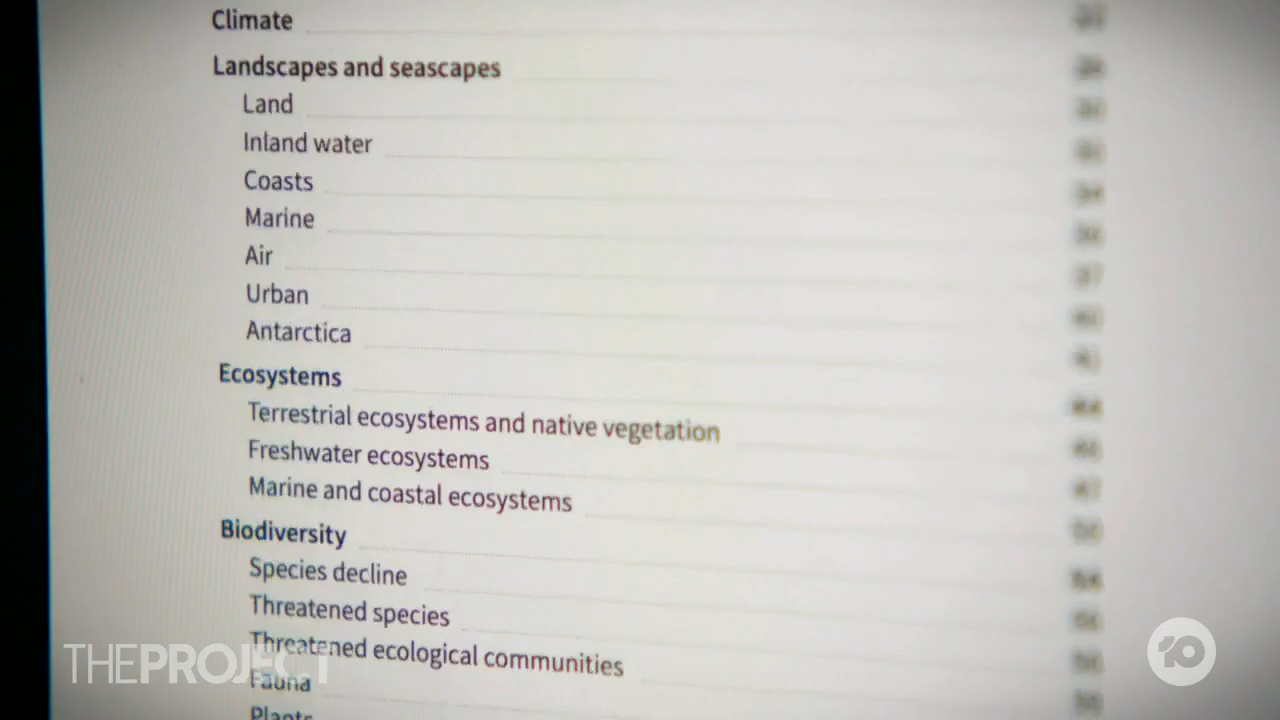 Climate
Landscapes and seascapes
Land
Inland water
Coasts
Marine
Air
Urban
Antarctica
Ecosystems
Terrestrial ecosystems and native vegetation
Freshwater ecosystems
Marine and coastal ecosystems
Biodiversity
Species decline
Threatened species
Threatened ecological communities
Fauna
Plants
THEPROJECT
10